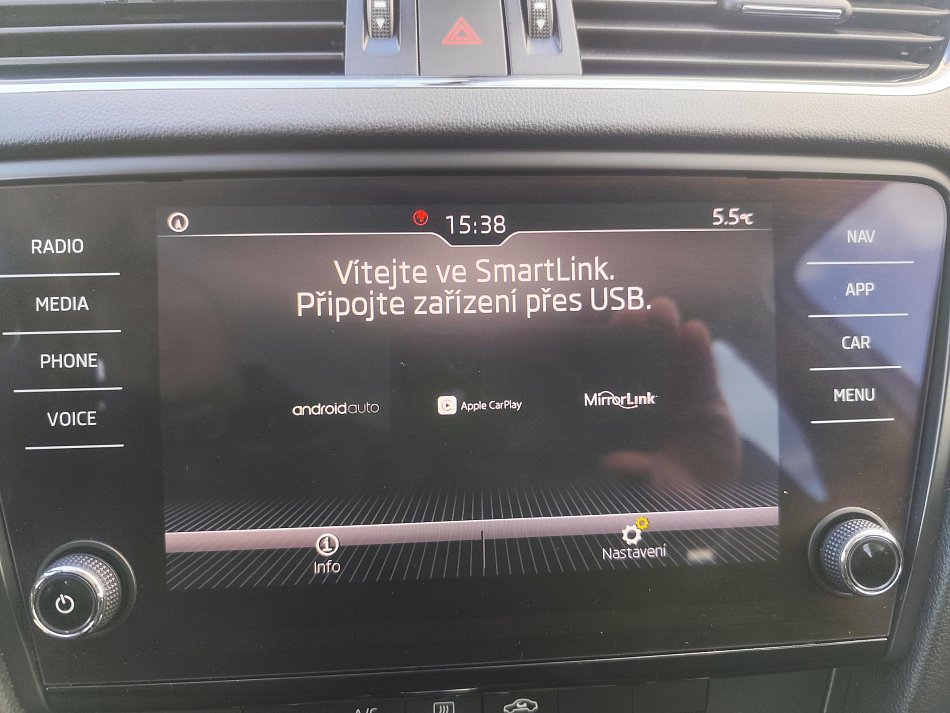 15:38
5.5°C
RADIO
MEDIA
PHONE
VOICE
Vítejte ve SmartLink.
Připojte zařízení přes USB.
androidauto
Apple CarPlay
MirrorLink
Info
Nastavení
NAV
APP
CAR
MENU
A/C